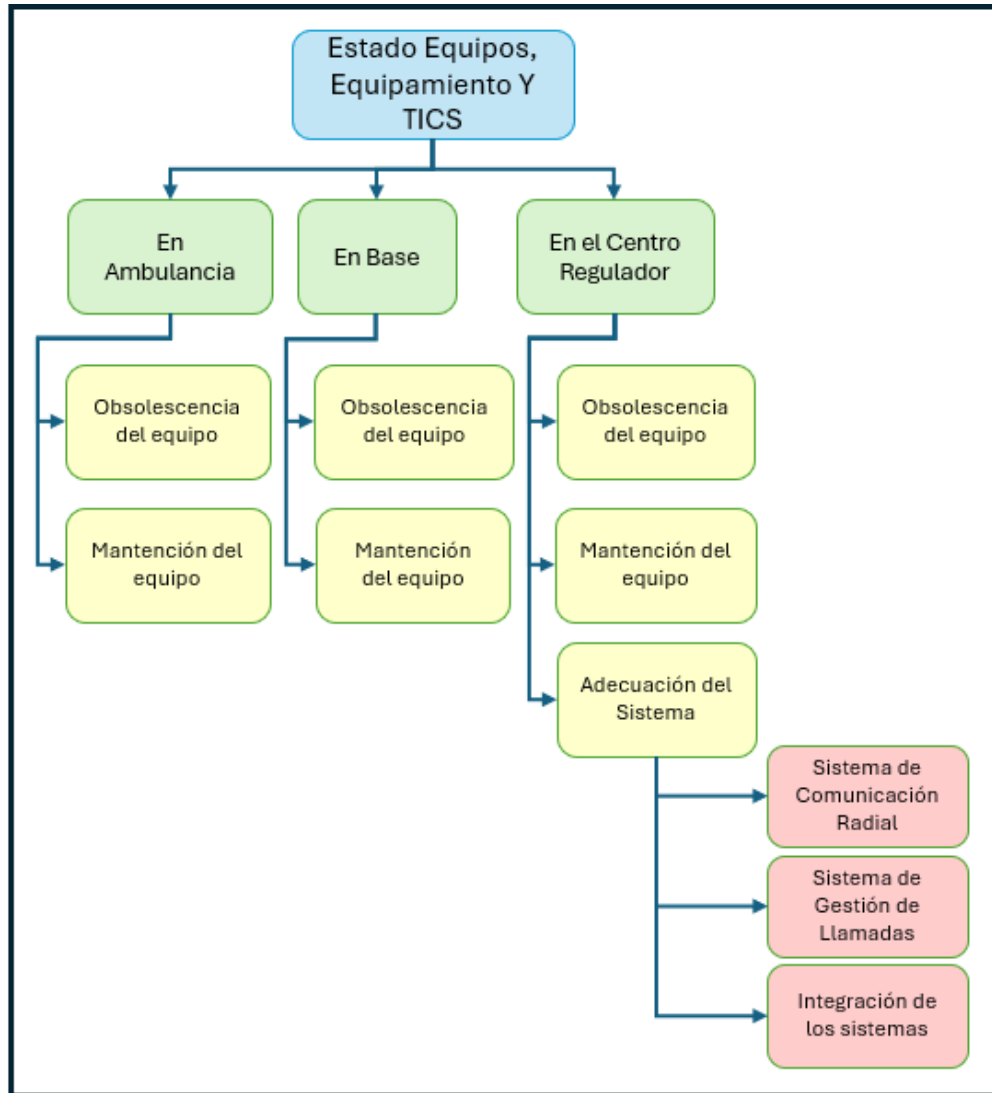 Estado Equipos,
Equipamiento Y
TICS
En
Ambulancia
En Base
En el Centro
Regulador
Obsolescencia
del equipo
Obsolescencia
del equipo
Obsolescencia
del equipo
Mantención del
equipo
Mantención
del equipo
Mantención del
equipo
Adecuación del
Sistema
Sistema de
Comunicación
Radial
Sistema de
Gestión de
Llamadas
Integración de
los sistemas